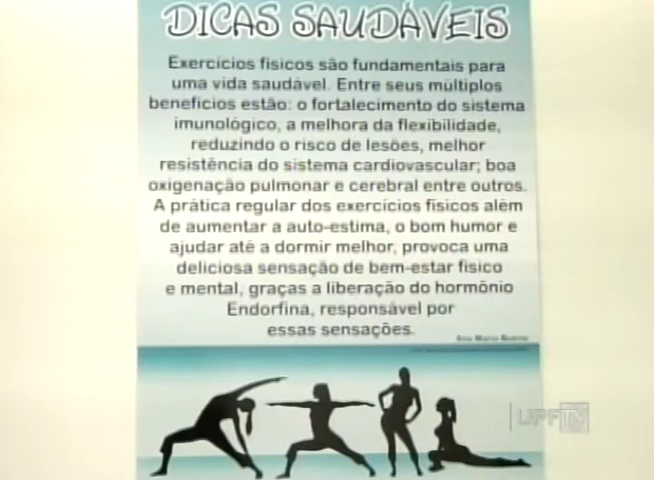 DICAS SAUDÁVEIS
Exercícios físicos são fundamentais para
uma vida saudável. Entre seus múltiplos
benefícios estão: o fortalecimento do sistema
imunológico, a melhora da flexibilidade,
reduzindo o risco de lesões, melhor
resistência do sistema cardiovascular; boa
oxigenação pulmonar e cerebral entre outros.
A prática regular dos exercícios físicos além
de aumentar a auto-estima, o bom humor e
ajudar até a dormir melhor, provoca uma
deliciosa sensação de bem-estar físico
e mental, graças a liberação do hormônio
Endorfina, responsável por
essas sensações.
UPFTV